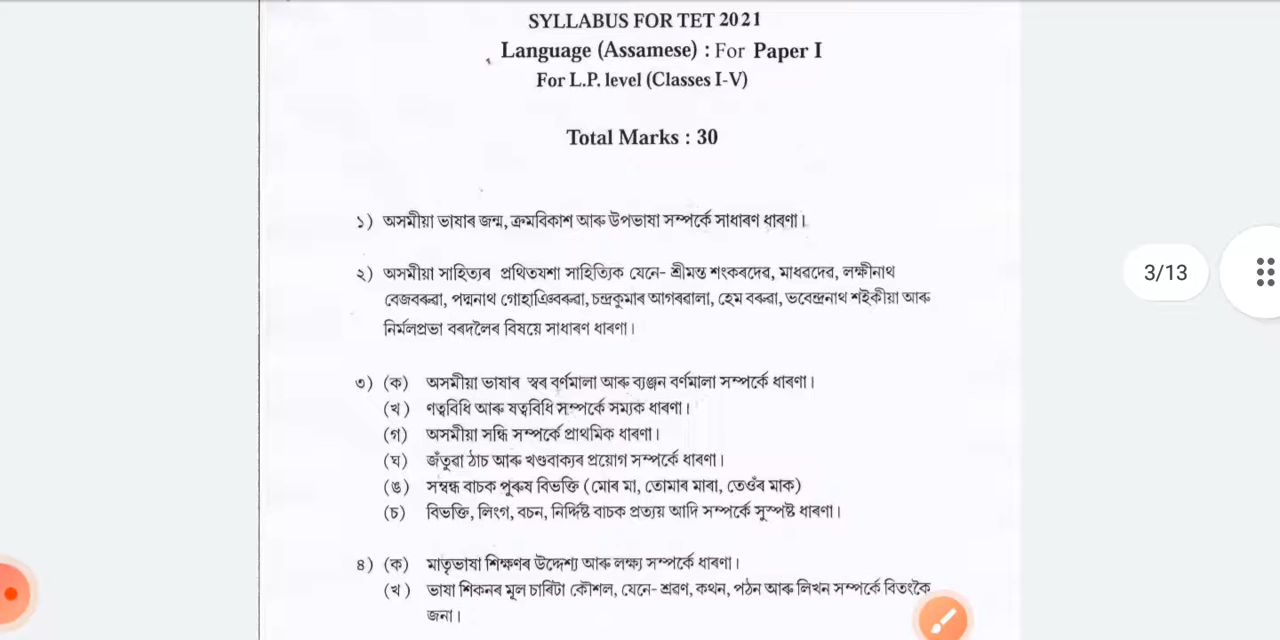 SYLLABUS FOR TET 2021
Language (Assamese) : For Paper I
For L.P. level (Classes I-V)
Total Marks : 30
১) অসমীয়া ভাষাৰ জন্ম, ক্ৰমবিকাশ আৰু উপভাষা সম্পৰ্কে সাধাৰণ ধাৰণা।
২) অসমীয়া সাহিত্যৰ প্ৰথিতযশা সাহিত্যিক যেনে- শ্ৰীমন্ত শংকৰদেৱ, মাধৱদেৱ, লক্ষীনাথ
বেজবৰুৱা, পদ্মনাথ গোহাঞিবৰুৱা, চন্দ্ৰকুমাৰ আগৰৱালা, হেম বৰুৱা, ভবেন্দ্ৰনাথ শইকীয়া আৰু
নিৰ্মলপ্ৰভা বৰদলৈৰ বিষয়ে সাধাৰণ ধাৰণা।
৩) (ক) অসমীয়া ভাষাৰ স্বৰ বৰ্ণমালা আৰু ব্যঞ্জন বৰ্ণমালা সম্পৰ্কে ধাৰণা।
(খ) ণত্ববিধি আৰু ষত্ববিধি সম্পৰ্কে সম্যক ধাৰণা।
(গ) অসমীয়া সন্ধি সম্পৰ্কে প্ৰাথমিক ধাৰণা।
(ঘ) জঁতুৱা ঠাচ আৰু খণ্ডবাক্যৰ প্ৰয়োগ সম্পৰ্কে ধাৰণা।
(ঙ) সম্বন্ধ বাচক পুৰুষ বিভক্তি (মোৰ মা, তোমাৰ মাৰা, তেওঁৰ মাক)
(চ) বিভক্তি, লিংগ, বচন, নিৰ্দ্দিষ্ট বাচক প্ৰত্যয় আদি সম্পৰ্কে সুস্পষ্ট ধাৰণা।
৪) (ক) মাতৃভাষা শিক্ষণৰ উদ্দেশ্য আৰু লক্ষ্য সম্পৰ্কে ধাৰণা।
(খ) ভাষা শিকনৰ মূল চাৰিটা কৌশল, যেনে- শ্ৰৱণ, কথন, পঠন আৰু লিখন সম্পৰ্কে বিতংকৈ
জনা।
3/13